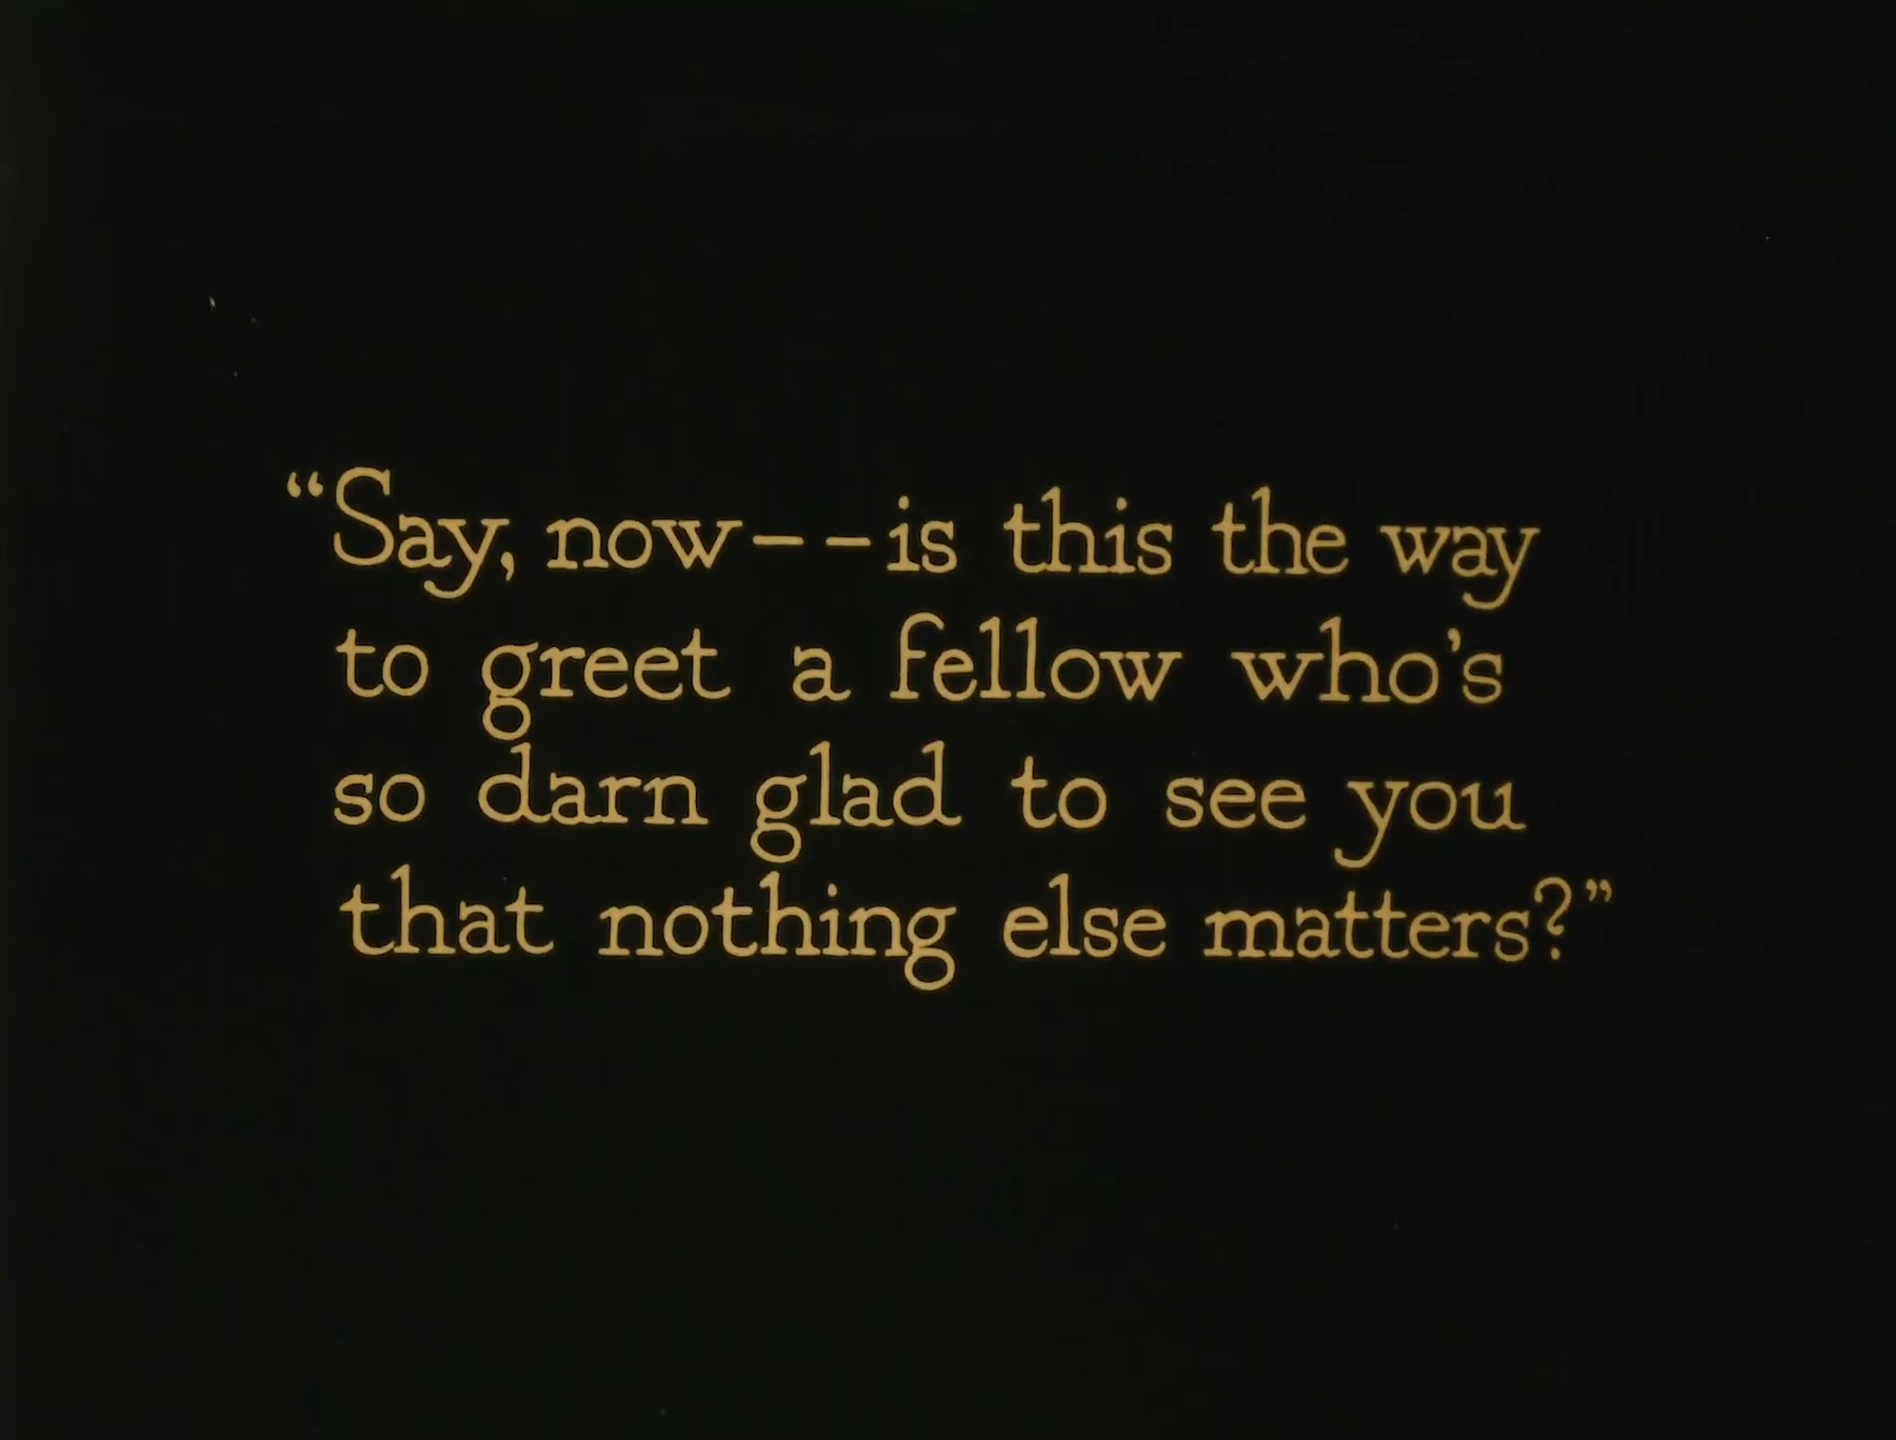 “Say, now--is this the way
to greet a fellow who's
so darn glad to see you
that nothing else matters?”